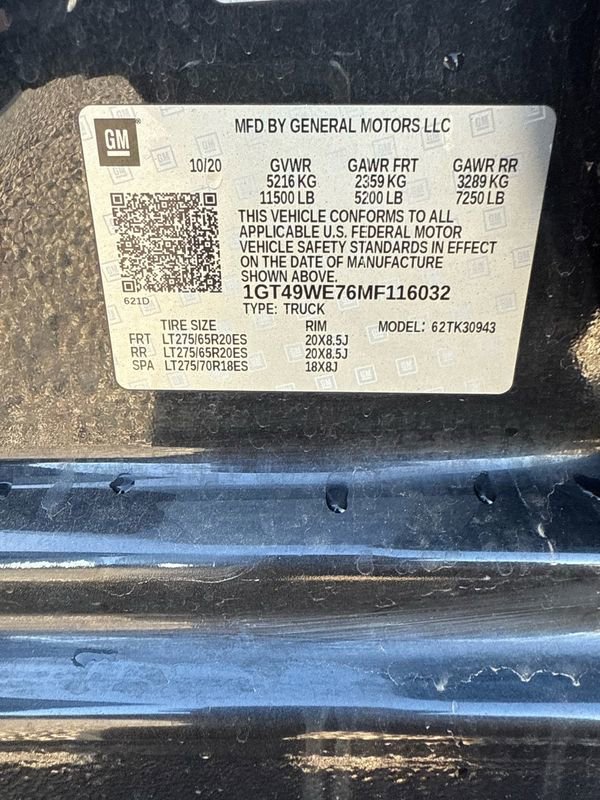 GM
MFD BY GENERAL MOTORS LLC
10/20 GVWR GAWR FRT GAWR RR
5216 KG 2359 KG 3289 KG
11500 LB 5200 LB 7250 LB
THIS VEHICLE CONFORMS TO ALL
APPLICABLE U.S. FEDERAL MOTOR
VEHICLE SAFETY STANDARDS IN EFFECT
ON THE DATE OF MANUFACTURE
SHOWN ABOVE.
621D
1GT49WE76MF116032
TYPE: TRUCK
TIRE SIZE RIM MODEL: 62TK30943
FRT LT275/65R20ES 20X8.5J
RR LT275/65R20ES 20X8.5J
SPA LT275/70R18ES 18X8J